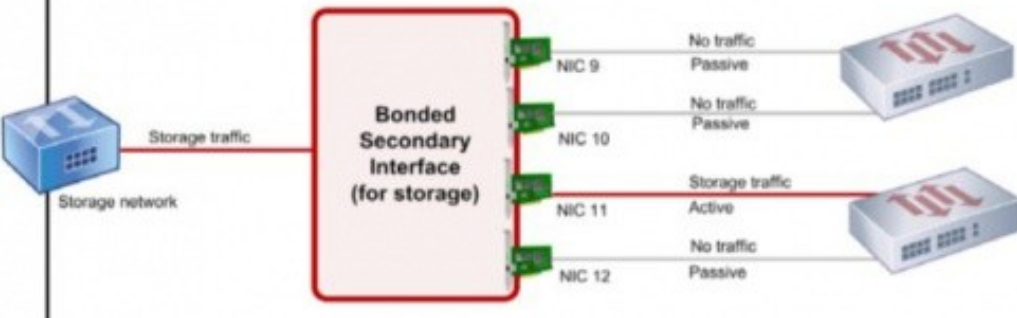 Storage traffic
Storage network
Bonded
Secondary
Interface
(for storage)
NIC 9
No traffic
Passive
NIC 10
No traffic
Passive
NIC 11
Storage traffic
Active
NIC 12
No traffic
Passive